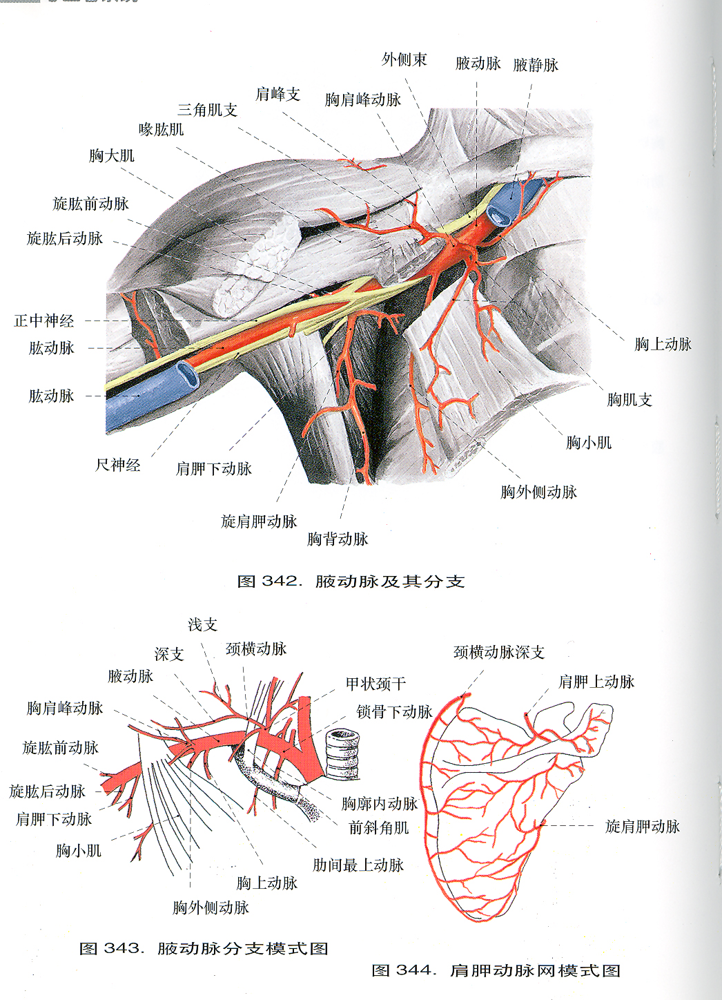 外侧束
腋动脉
腋静脉
肩峰支
胸肩峰动脉
三角肌支
喙肱肌
胸大肌
旋肱前动脉
旋肱后动脉
正中神经
肱动脉
肱动脉
尺神经
肩胛下动脉
旋肩胛动脉
胸背动脉
胸上动脉
胸肌支
胸小肌
胸外侧动脉
图 342. 腋动脉及其分支
浅支
深支
颈横动脉
腋动脉
胸肩峰动脉
旋肱前动脉
旋肱后动脉
肩胛下动脉
胸小肌
胸外侧动脉
胸上动脉
肋间最上动脉
甲状颈干
锁骨下动脉
胸廓内动脉
前斜角肌
图 343. 腋动脉分支模式图
颈横动脉深支
肩胛上动脉
旋肩胛动脉
图 344. 肩胛动脉网模式图